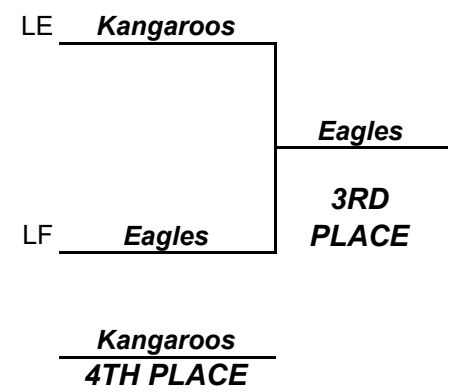 LE Kangaroos
Eagles
3RD
PLACE
LF Eagles
Kangaroos
4TH PLACE